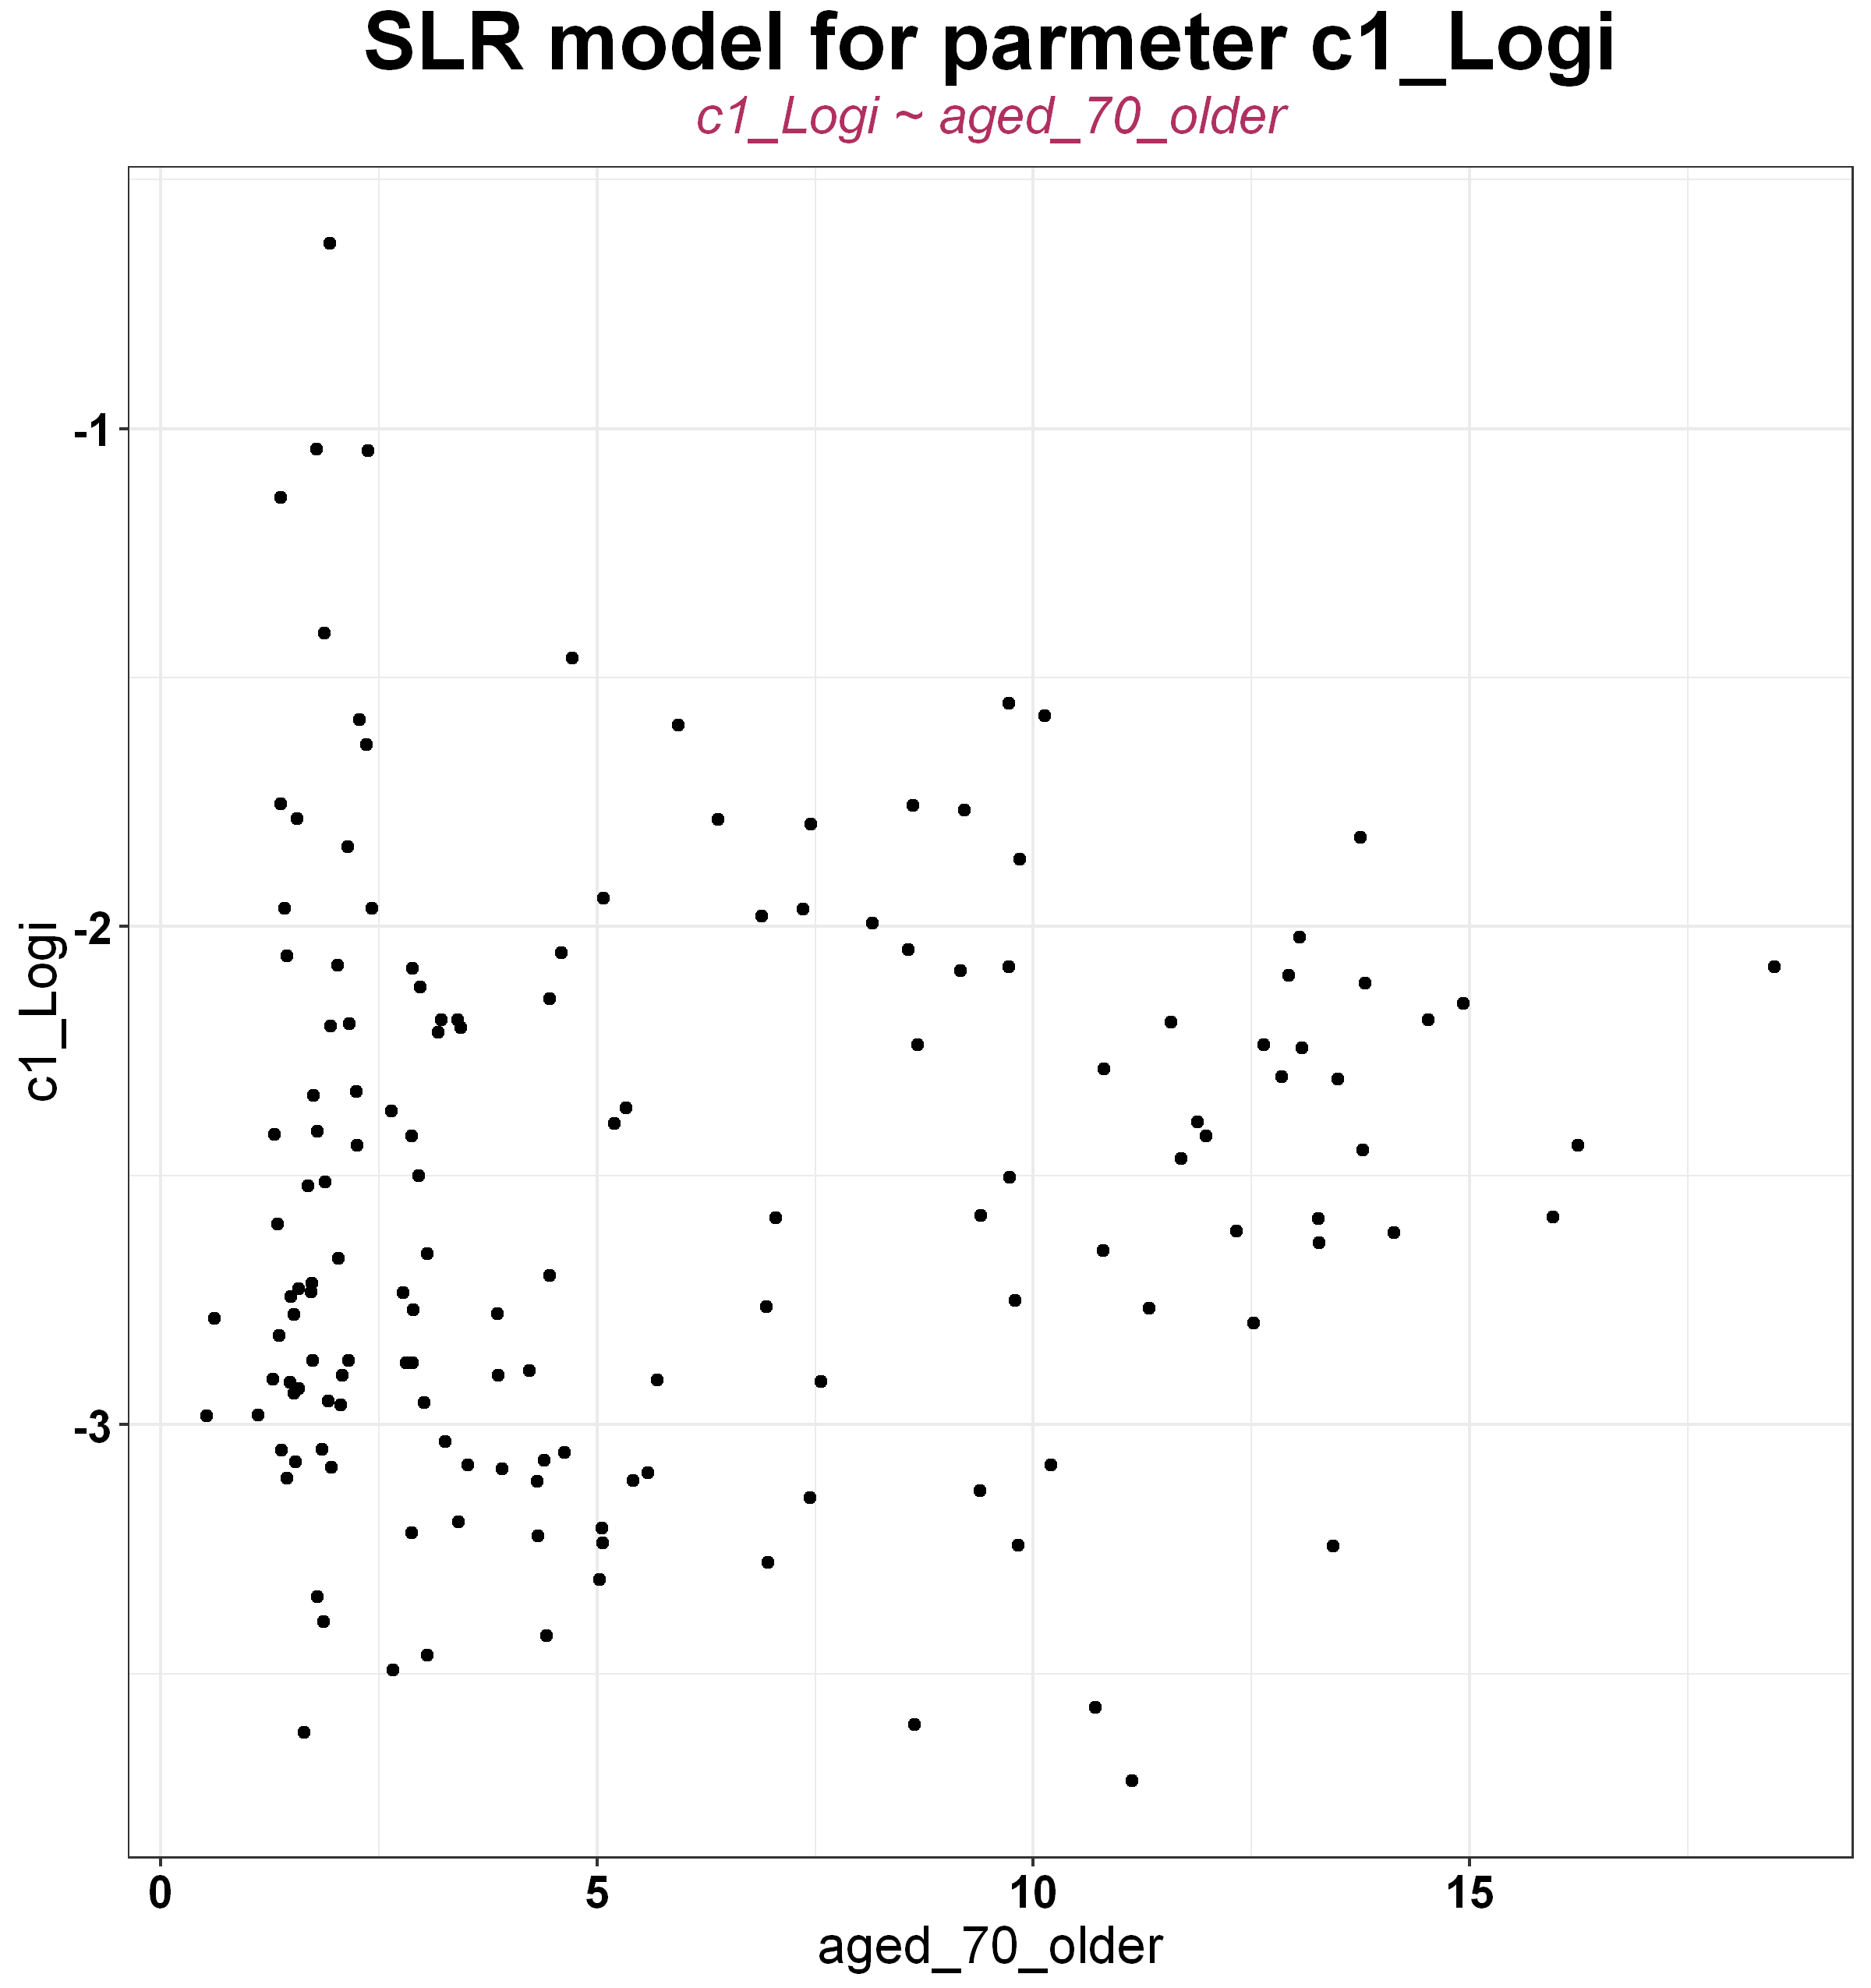 SLR model for parmeter c1_Logi
c1_Logi ~ aged_70_older
-1
-2
-3
c1_Logi
0 5 10 15
aged_70_older